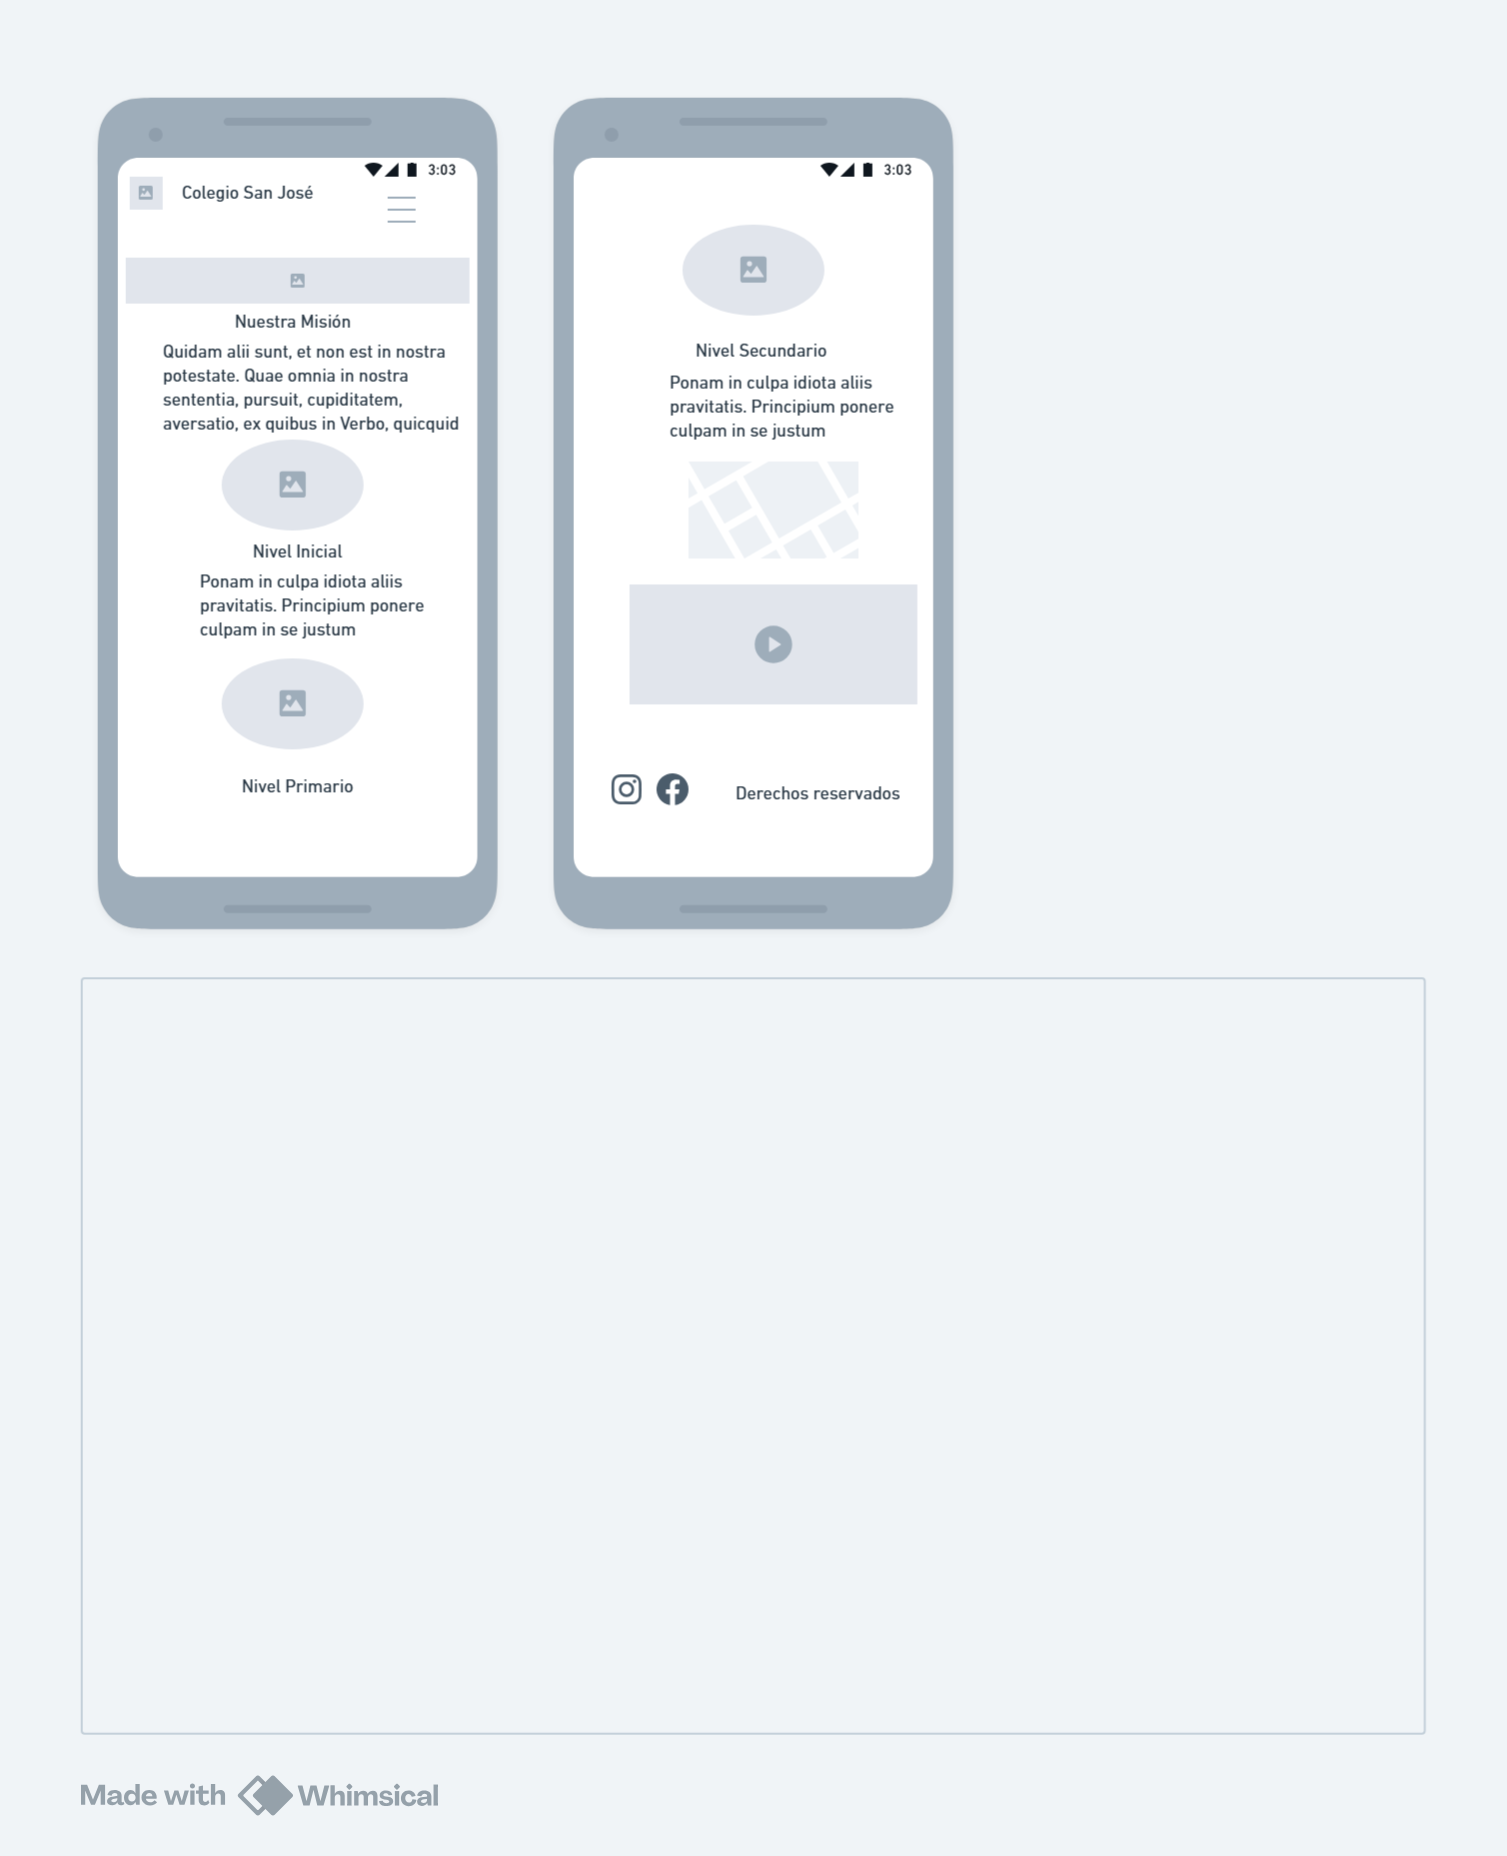 3:03
Colegio San José
Nuestra Misión
Quidam alii sunt, et non est in nostra
potestate. Quae omnia in nostra
sententia, pursuit, cupiditatem,
aversatio, ex quibus in Verbo, quicquid
Nivel Inicial
Ponam in culpa idiota aliis
pravitatis. Principium ponere
culpam in se justum
Nivel Primario
3:03
Nivel Secundario
Ponam in culpa idiota aliis
pravitatis. Principium ponere
culpam in se justum
Derechos reservados
Made with Whimsical